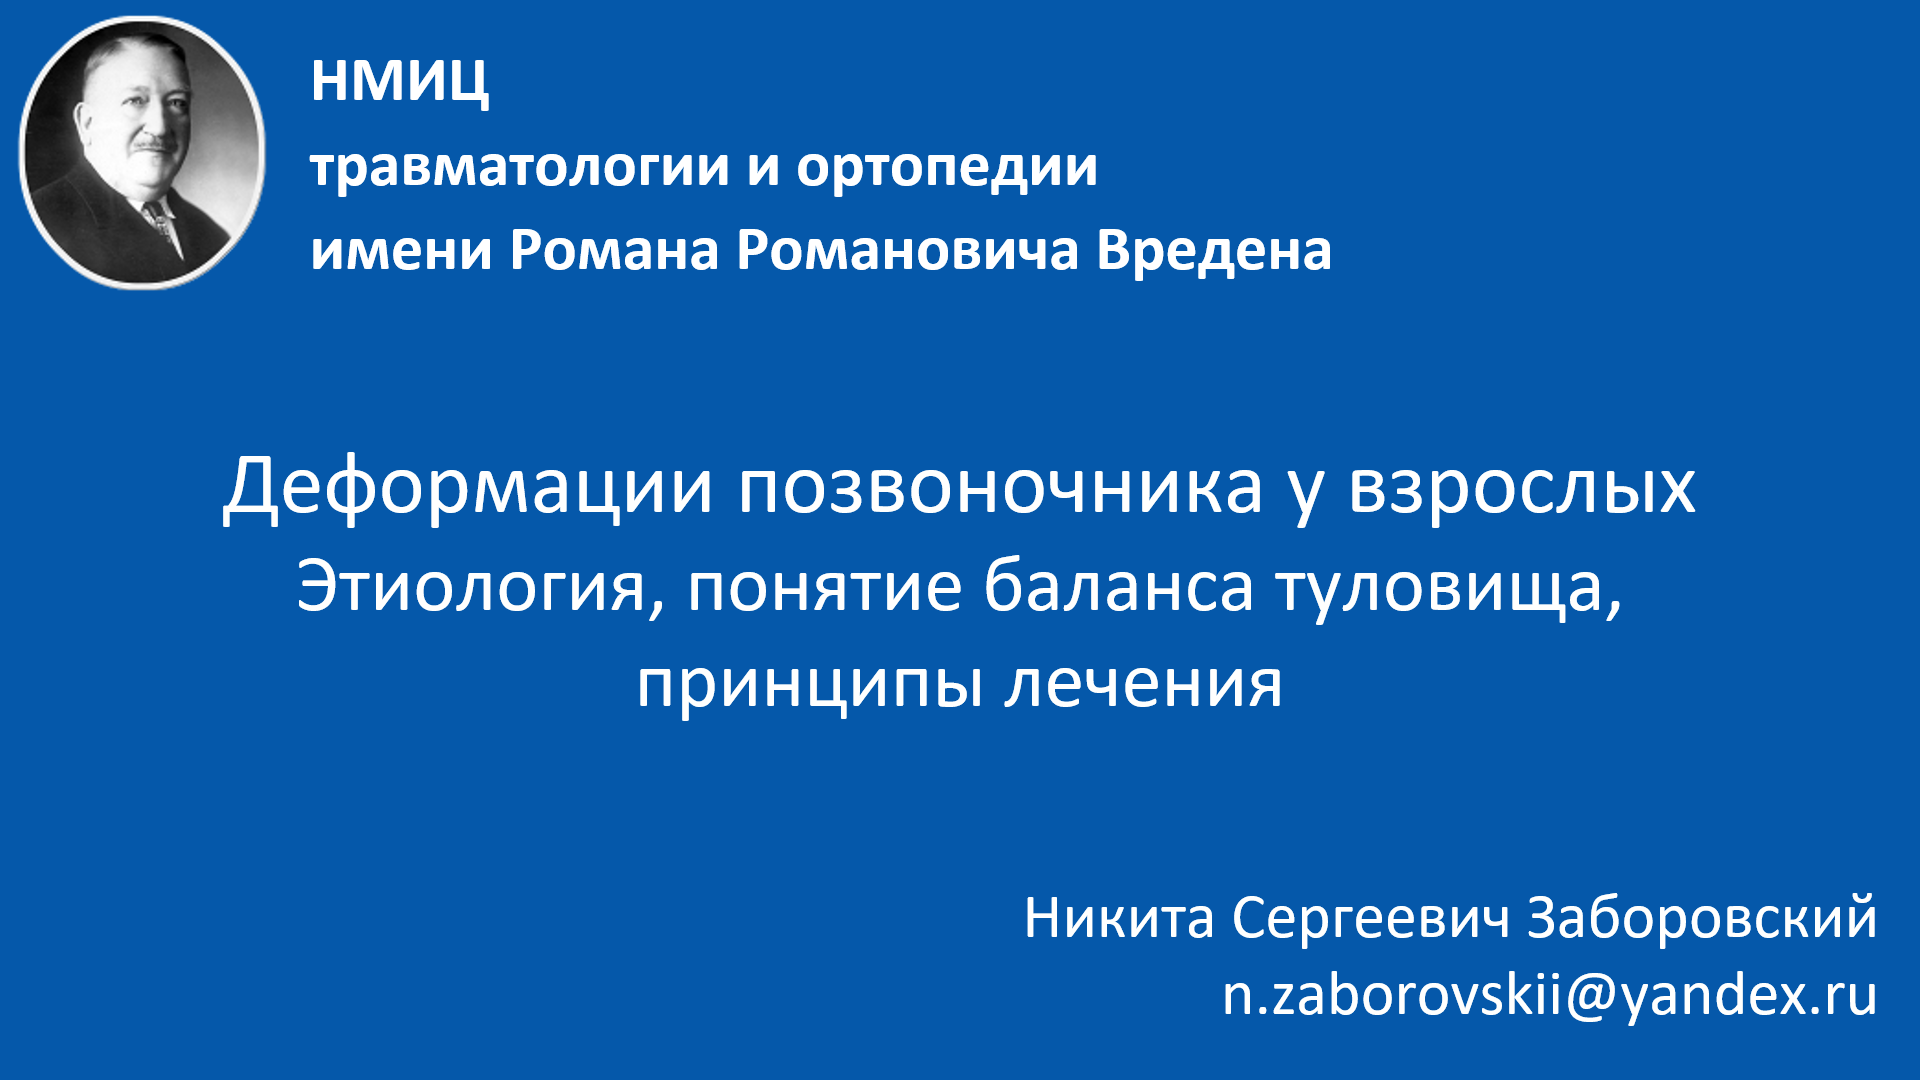 НМИЦ
травматологии и ортопедии
имени Романа Романовича Вредена
Деформации позвоночника у взрослых
Этиология, понятие баланса туловища,
принципы лечения
Никита Сергеевич Заборовский
n.zaborovskii@yandex.ru